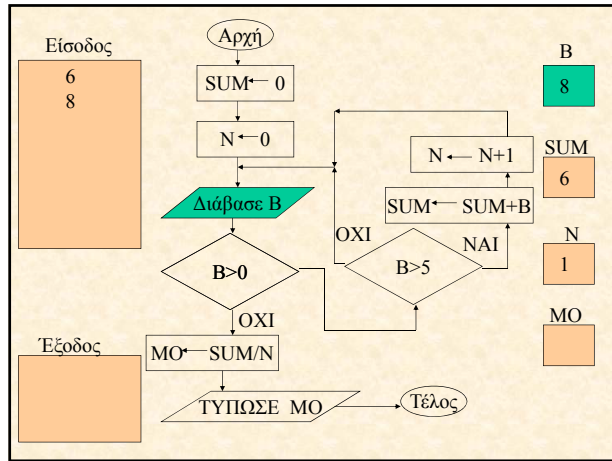 Είσοδος
6
8
Αρχή
SUM ← 0
N ← 0
Διάβασε Β
B>0
ΟΧΙ
MO ← SUM/N
ΤΥΠΩΣΕ ΜΟ
Τέλος
N ← N+1
SUM ← SUM+B
ΟΧΙ
ΝΑΙ
B>5
B
8
SUM
6
N
1
MO
Έξοδος